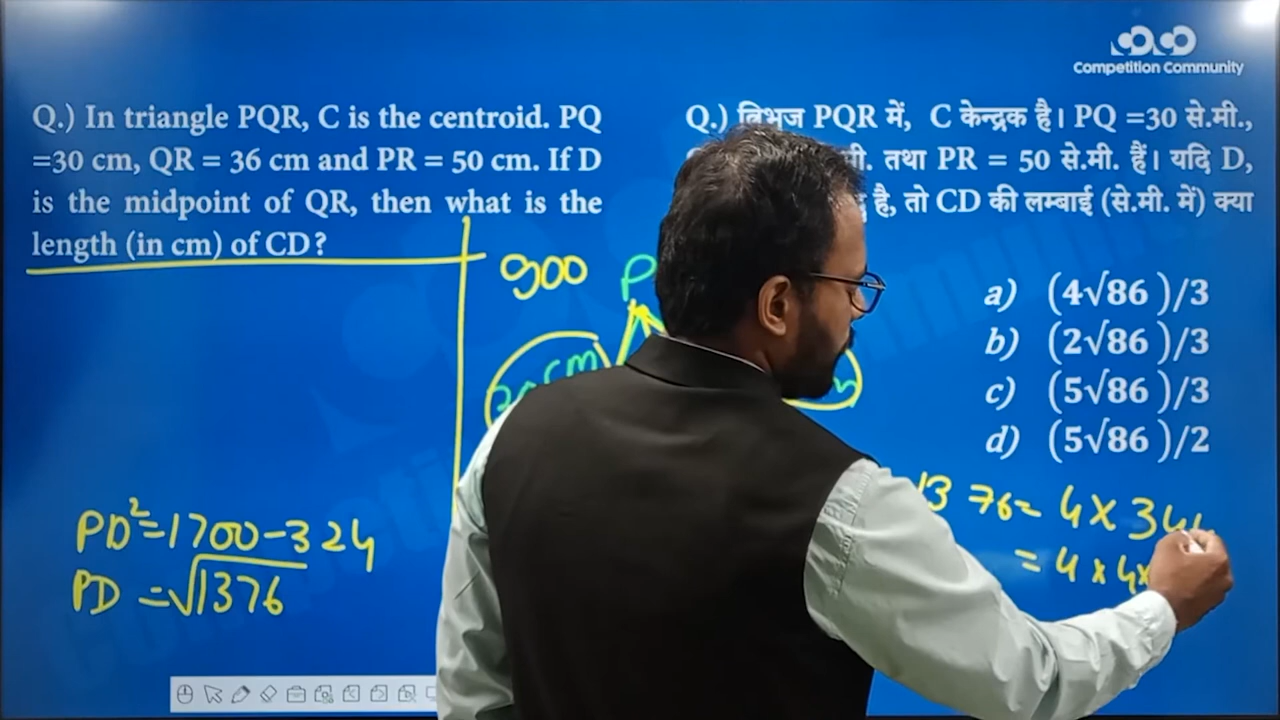 Competition Community
Q.) In triangle PQR, C is the centroid. PQ
=30 cm, QR = 36 cm and PR = 50 cm. If D
is the midpoint of QR, then what is the
length (in cm) of CD?
Q.) त्रिभुज PQR में, C केन्द्रक है। PQ =30 से.मी.,
तथा PR = 50 से.मी. हैं। यदि D,
है, तो CD की लम्बाई (से.मी. में) क्या
a) (4√86 )/3
b) (2√86 )/3
c) (5√86 )/3
d) (5√86 )/2
900
P
PD²=1700-324
PD =√1376
1376= 4×344
= 4×4×